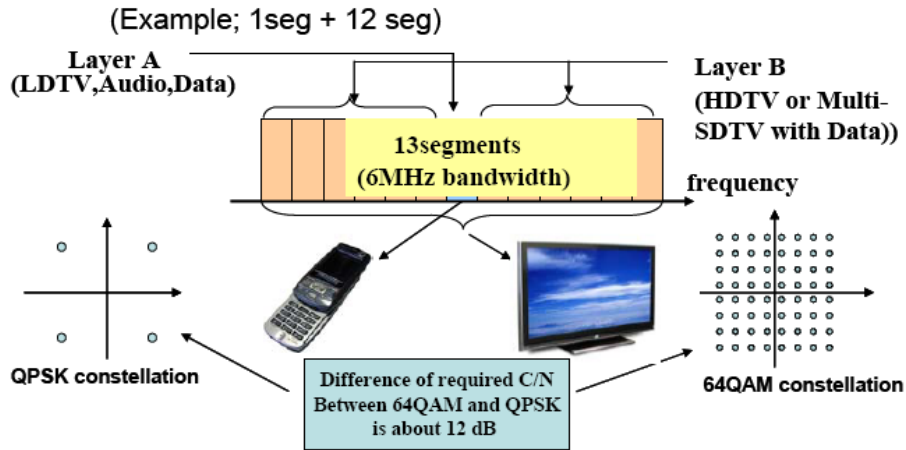 (Example; 1seg + 12 seg)
Layer A
(LDTV,Audio,Data)
Layer B
(HDTV or Multi-
SDTV with Data))
13segments
(6MHz bandwidth)
frequency
QPSK constellation
64QAM constellation
Difference of required C/N
Between 64QAM and QPSK
is about 12 dB